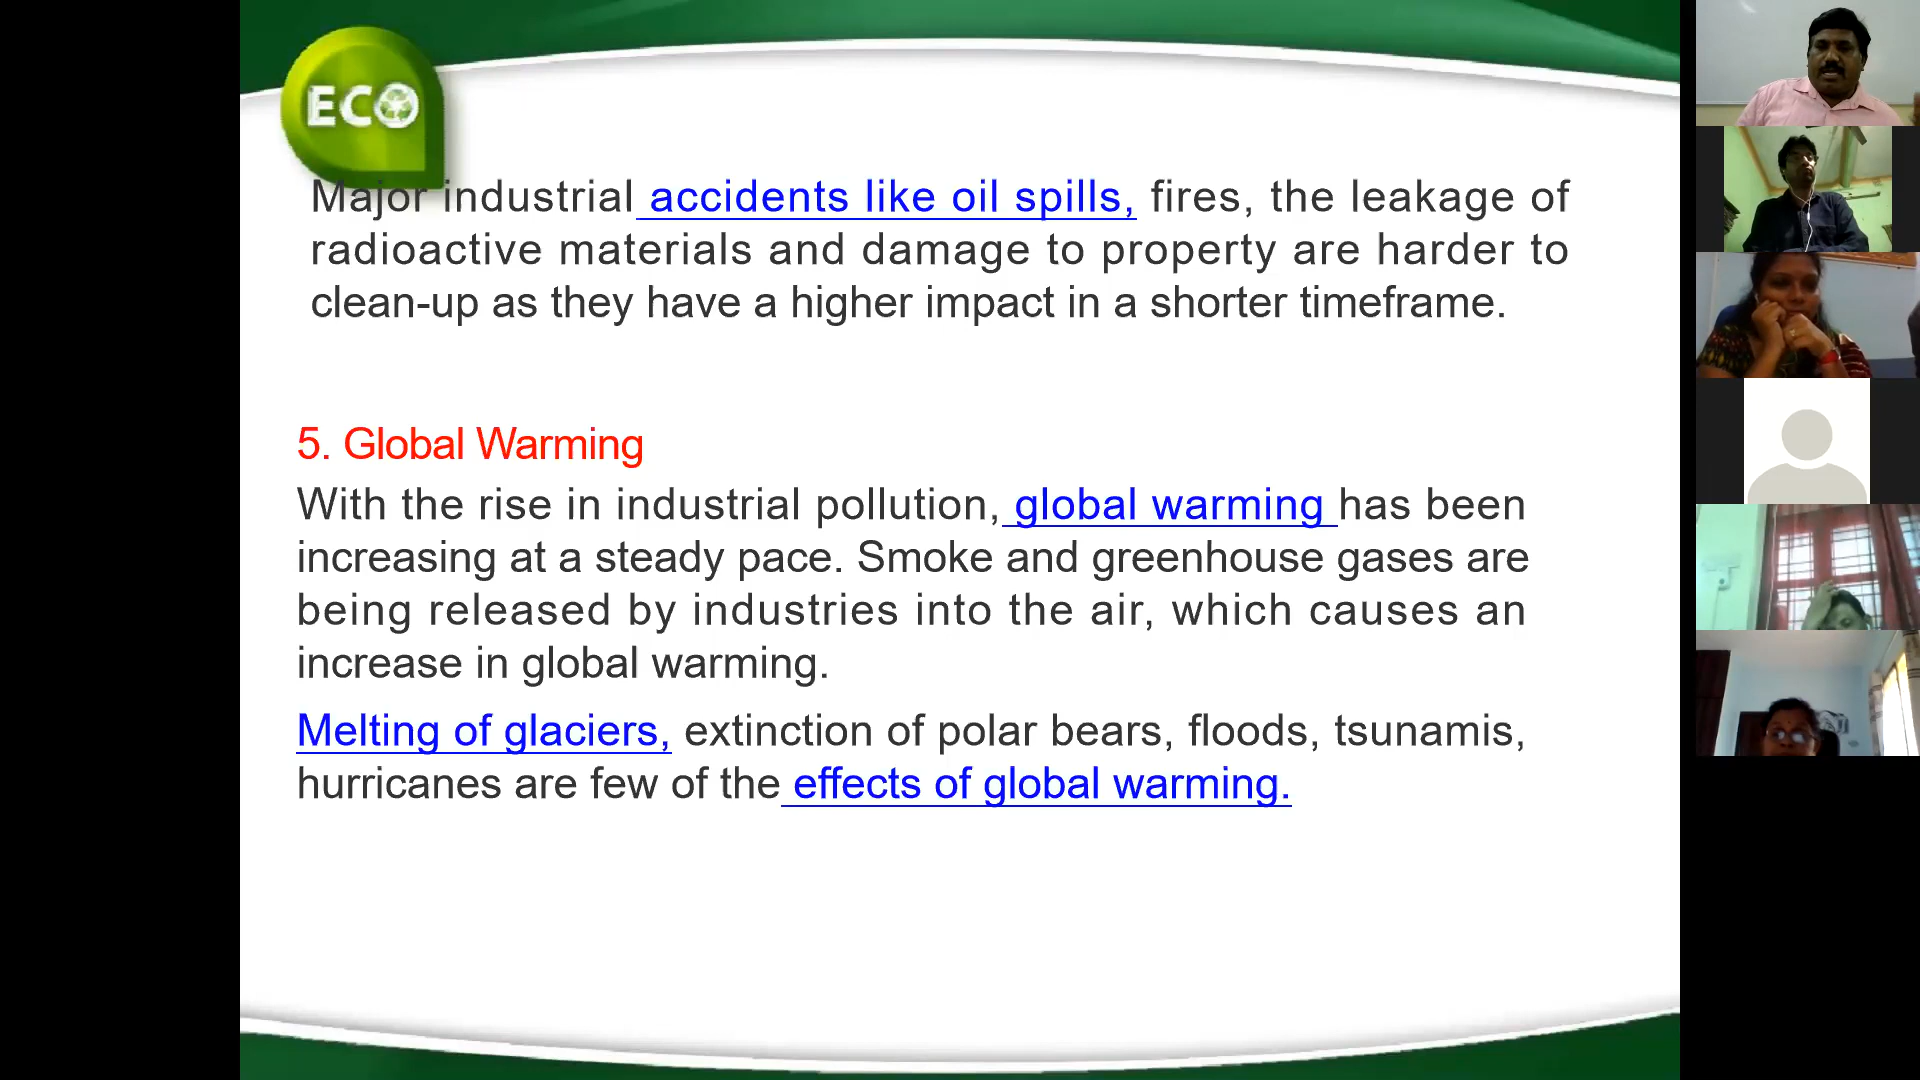 ECO
Major industrial accidents like oil spills, fires, the leakage of
radioactive materials and damage to property are harder to
clean-up as they have a higher impact in a shorter timeframe.
5. Global Warming
With the rise in industrial pollution, global warming has been
increasing at a steady pace. Smoke and greenhouse gases are
being released by industries into the air, which causes an
increase in global warming.
Melting of glaciers, extinction of polar bears, floods, tsunamis,
hurricanes are few of the effects of global warming.